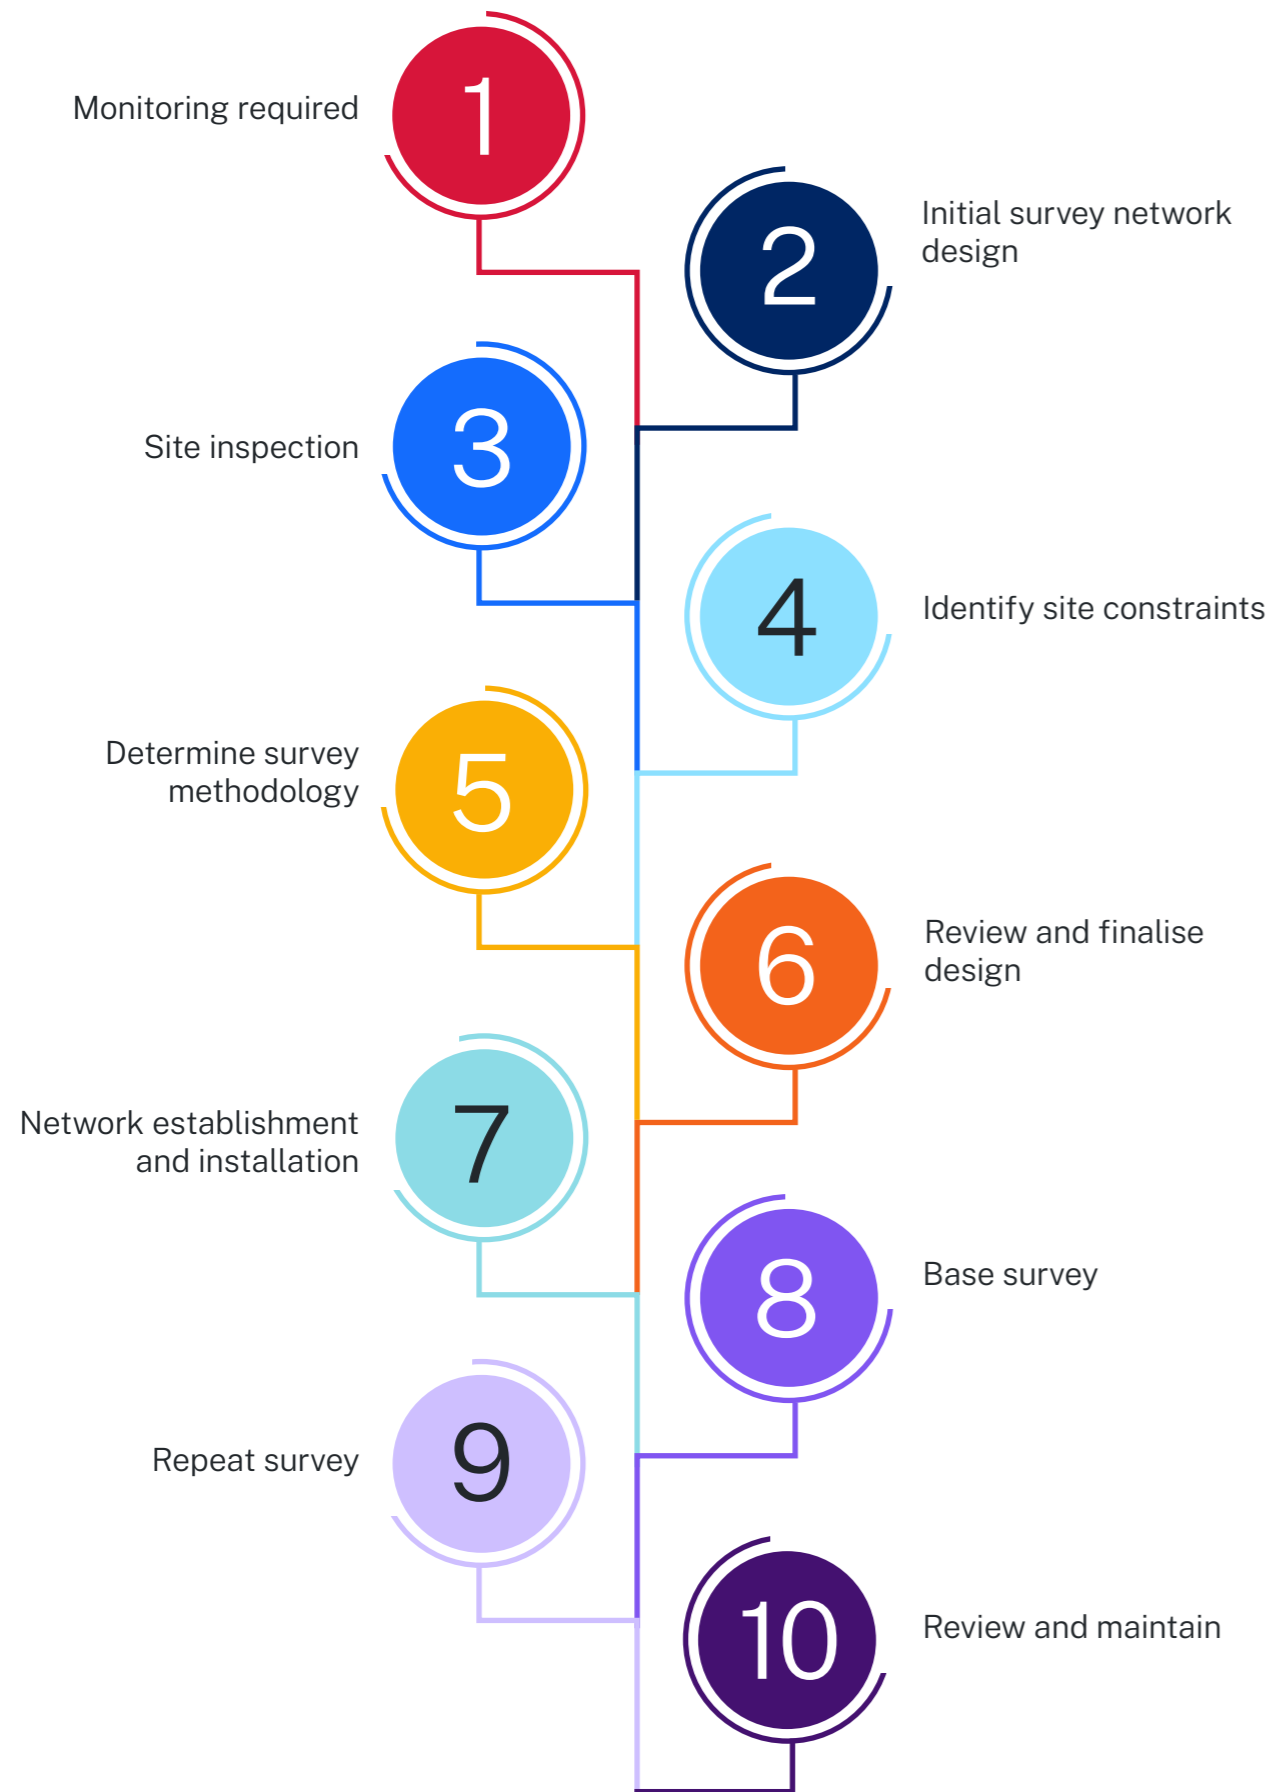 Monitoring required
1
2
Initial survey network
design
Site inspection
3
4
Identify site constraints
Determine survey
methodology
5
6
Review and finalise
design
Network establishment
and installation
7
8
Base survey
Repeat survey
9
10
Review and maintain